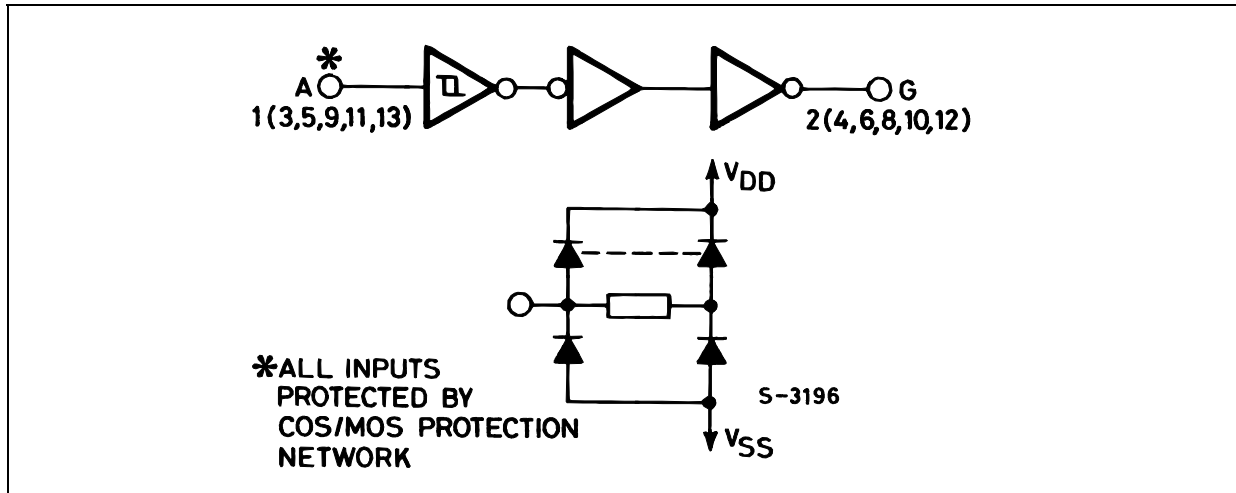 *
A
1(3,5,9,11,13)
G
2(4,6,8,10,12)
VDD
*ALL INPUTS
PROTECTED BY
COS/MOS PROTECTION
NETWORK
S-3196
VSS